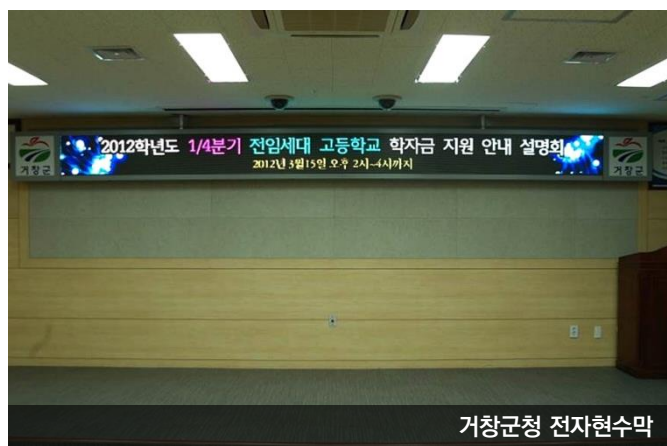 2012학년도 1/4분기 전임세대 고등학교 학자금 지원 안내 설명회
2012년 3월15일 오후 2시~4시까지
거창군
거창군
거창군청 전자현수막